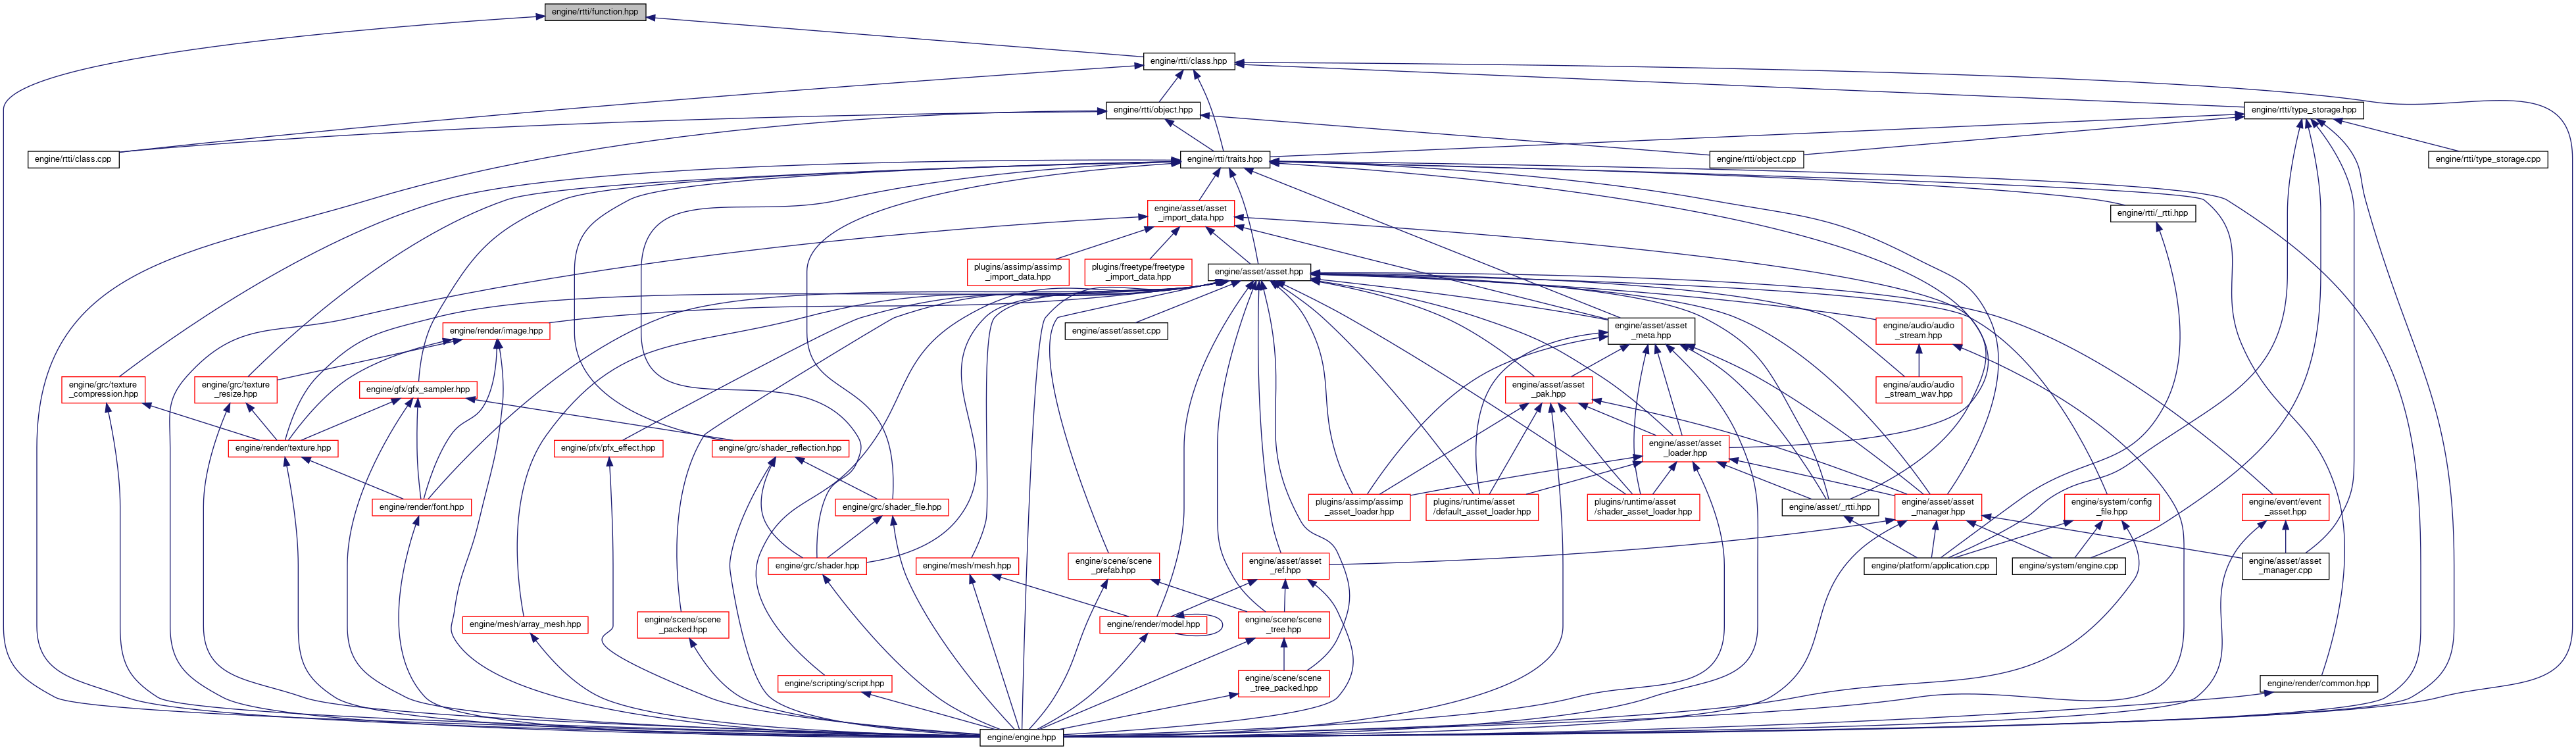 engine/rtti/function.hpp
engine/rtti/class.hpp
engine/rtti/object.hpp
engine/rtti/type_storage.hpp
engine/rtti/class.cpp
engine/rtti/traits.hpp
engine/rtti/object.cpp
engine/rtti/type_storage.cpp
engine/asset/asset
_import_data.hpp
engine/rtti/_rtti.hpp
plugins/assimp/assimp
_import_data.hpp
plugins/freetype/freetype
_import_data.hpp
engine/asset/asset.hpp
engine/render/image.hpp
engine/asset/asset.cpp
engine/asset/asset
_meta.hpp
engine/audio/audio
_stream.hpp
engine/grc/texture
_compression.hpp
engine/grc/texture
_resize.hpp
engine/gfx/gfx_sampler.hpp
engine/asset/asset
_pak.hpp
engine/audio/audio
_stream_wav.hpp
engine/render/texture.hpp
engine/pfx/pfx_effect.hpp
engine/grc/shader_reflection.hpp
engine/asset/asset
_loader.hpp
engine/render/font.hpp
engine/grc/shader_file.hpp
plugins/assimp/assimp
_asset_loader.hpp
plugins/runtime/asset
/default_asset_loader.hpp
plugins/runtime/asset
/shader_asset_loader.hpp
engine/asset/_rtti.hpp
engine/asset/asset
_manager.hpp
engine/system/config
_file.hpp
engine/event/event
_asset.hpp
engine/grc/shader.hpp
engine/mesh/mesh.hpp
engine/scene/scene
_prefab.hpp
engine/asset/asset
_ref.hpp
engine/platform/application.cpp
engine/system/engine.cpp
engine/asset/asset
_manager.cpp
engine/mesh/array_mesh.hpp
engine/scene/scene
_packed.hpp
engine/render/model.hpp
engine/scene/scene
_tree.hpp
engine/scripting/script.hpp
engine/scene/scene
_tree_packed.hpp
engine/render/common.hpp
engine/engine.hpp